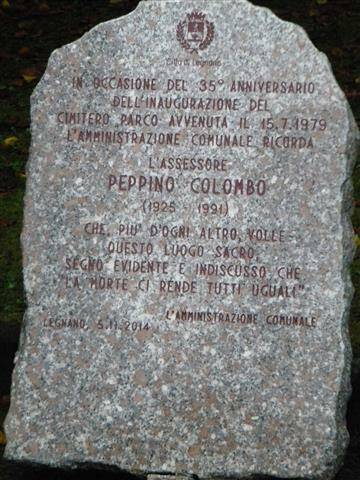 Città di Legnano
IN OCCASIONE DEL 35° ANNIVERSARIO
DELL'INAUGURAZIONE DEL
CIMITERO PARCO AVVENUTA IL 15.7.1979
L'AMMINISTRAZIONE COMUNALE RICORDA
L'ASSESSORE
PEPPINO COLOMBO
(1925 - 1991)
CHE, PIU' D'OGNI ALTRO, VOLLE
QUESTO LUOGO SACRO,
SEGNO EVIDENTE E INDISCUSSO CHE
"LA MORTE CI RENDE TUTTI UGUALI"
L'AMMINISTRAZIONE COMUNALE
LEGNANO, 5.11.2014